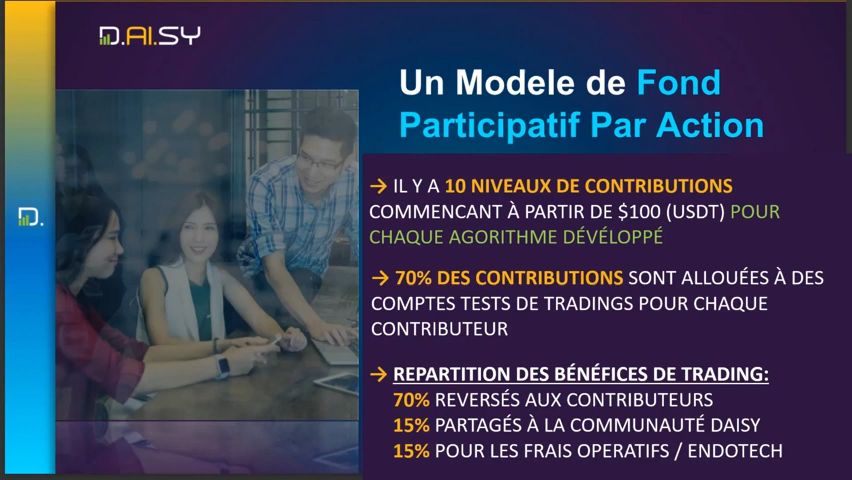 D.AI.SY
Un Modele de Fond
Participatif Par Action
→ IL Y A 10 NIVEAUX DE CONTRIBUTIONS
COMMENCANT À PARTIR DE $100 (USDT) POUR
CHAQUE AGORITHME DÉVÉLOPPÉ
→ 70% DES CONTRIBUTIONS SONT ALLOUÉES À DES
COMPTES TESTS DE TRADINGS POUR CHAQUE
CONTRIBUTEUR
D.
→ REPARTITION DES BÉNÉFICES DE TRADING:
70% REVERSÉS AUX CONTRIBUTEURS
15% PARTAGÉS À LA COMMUNAUTÉ DAISY
15% POUR LES FRAIS OPERATIFS / ENDOTECH